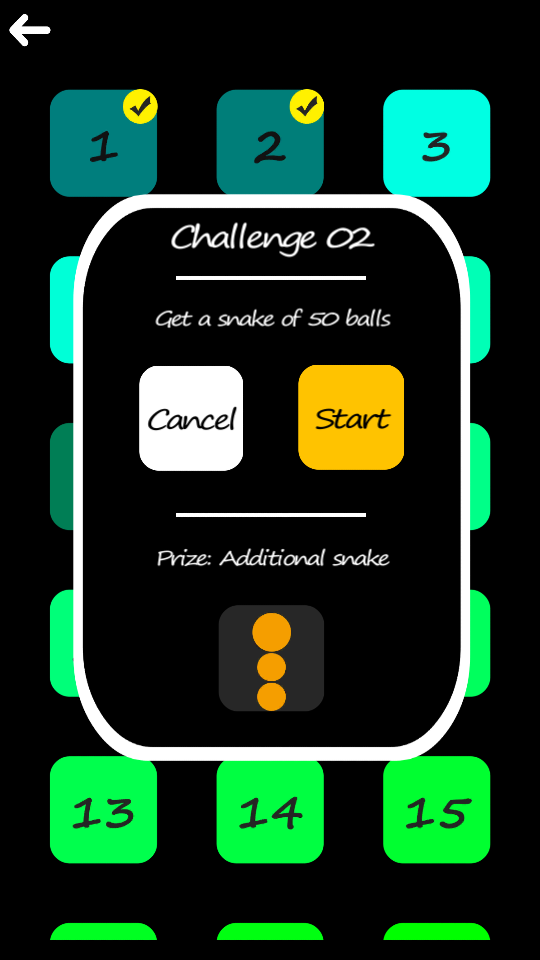 1 2 3
Challenge 02
Get a snake of 50 balls
Cancel Start
Prize: Additional snake
13 14 15